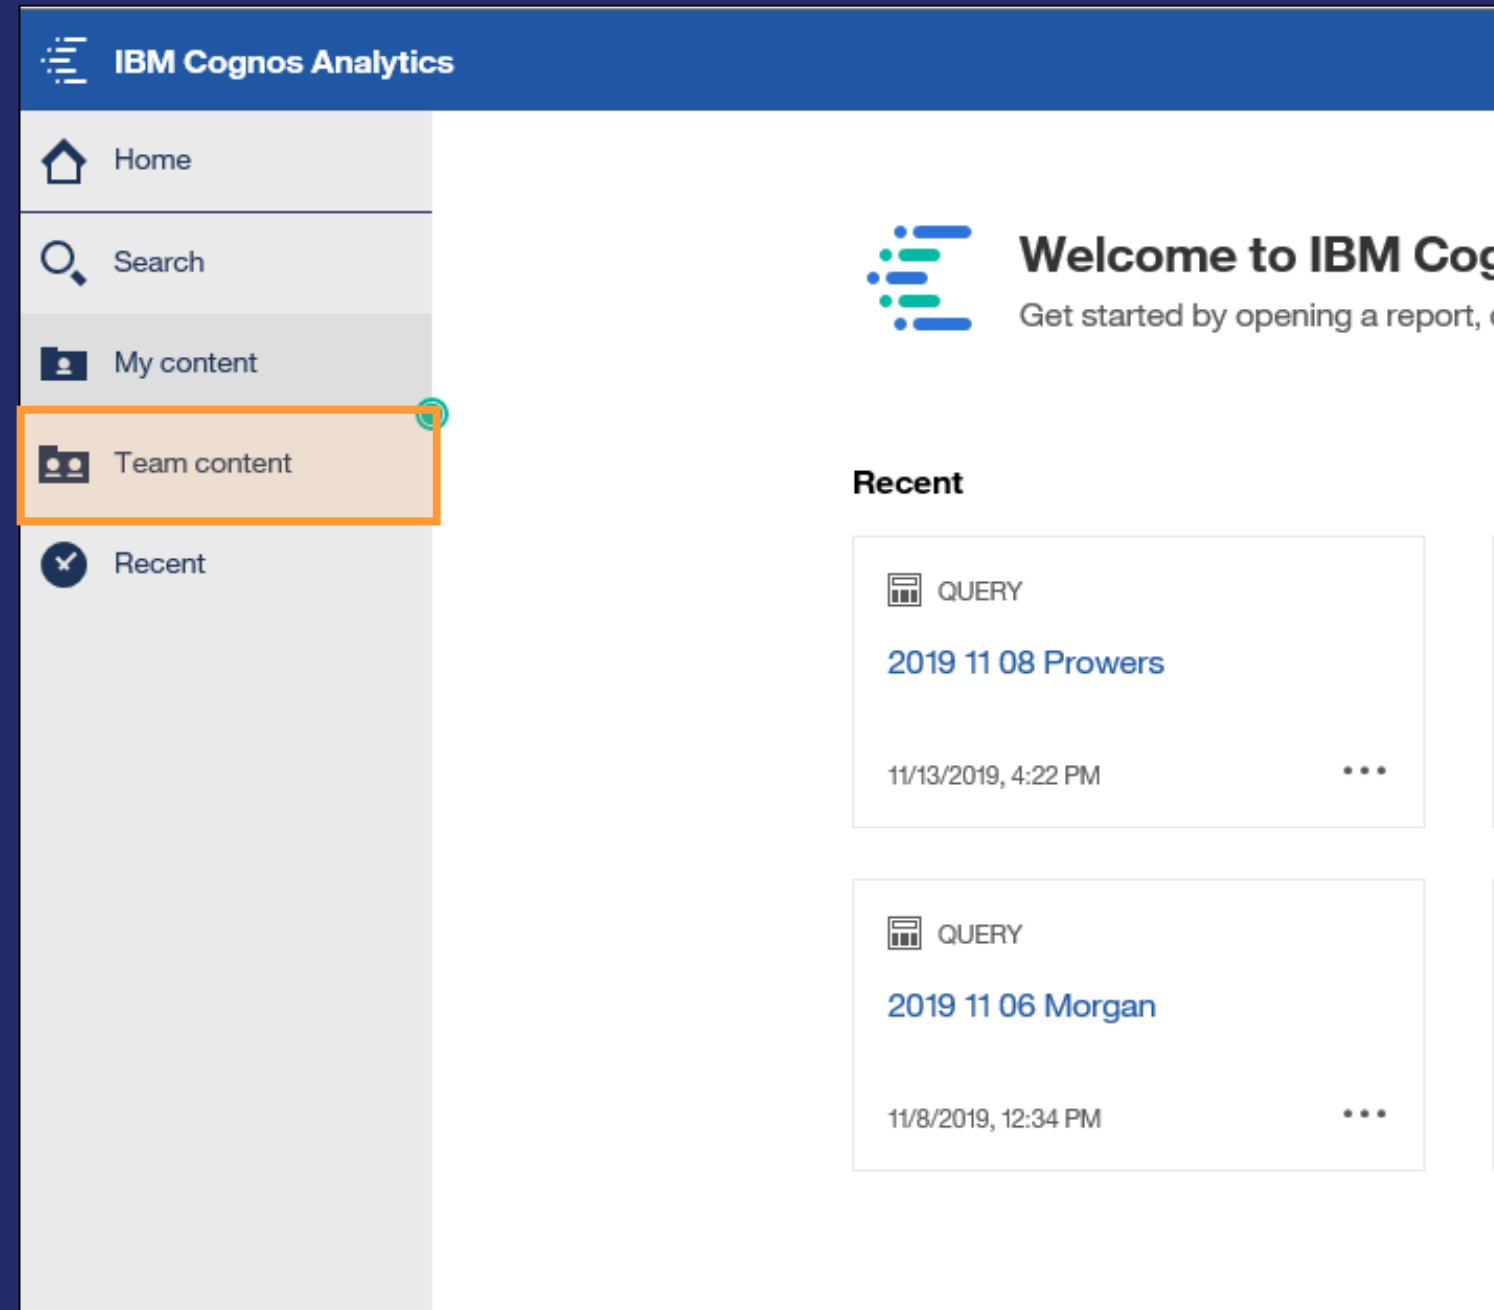 IBM Cognos Analytics
Home
Search
My content
Team content
Recent
Welcome to IBM
Get started by opening a report,
Recent
QUERY
2019 11 08 Prowers
11/13/2019, 4:22 PM
QUERY
2019 11 06 Morgan
11/8/2019, 12:34 PM